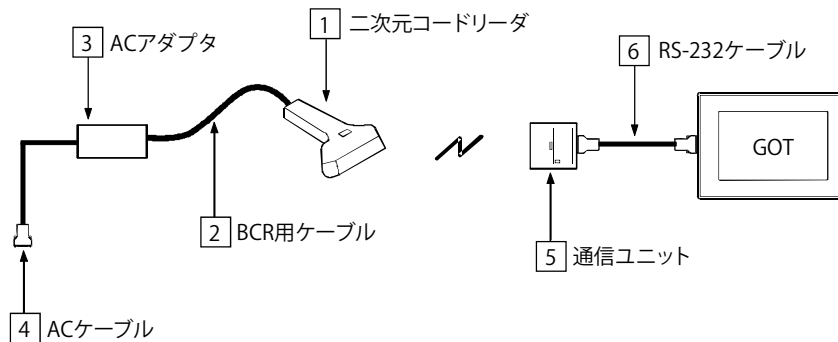 1 二次元コードリーダ
3 ACアダプタ
6 RS-232ケーブル
GOT
2 BCR用ケーブル
5 通信ユニット
4 ACケーブル